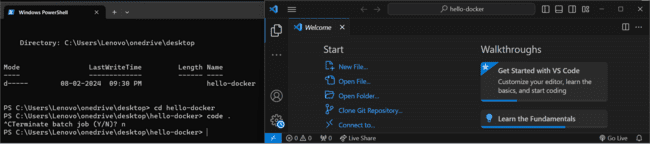 Windows PowerShell
Directory: C:\Users\Lenovo\onedrive\desktop
Mode LastWriteTime Length Name
---- ------------- ------ ----
d----- 08-02-2024 09:30 PM hello-docker
PS C:\Users\Lenovo\onedrive\desktop> cd hello-docker
PS C:\Users\Lenovo\onedrive\desktop\hello-docker> code .
^CTerminate batch job (Y/N)? n
PS C:\Users\Lenovo\onedrive\desktop\hello-docker>
hello-docker
Welcome
Start
New File...
Open File...
Open Folder...
Clone Git Repository...
Connect to...
Walkthroughs
Get Started with VS Code
Customize your editor, learn the basics, and start coding
Learn the Fundamentals
0 0 0 Live Share Go Live